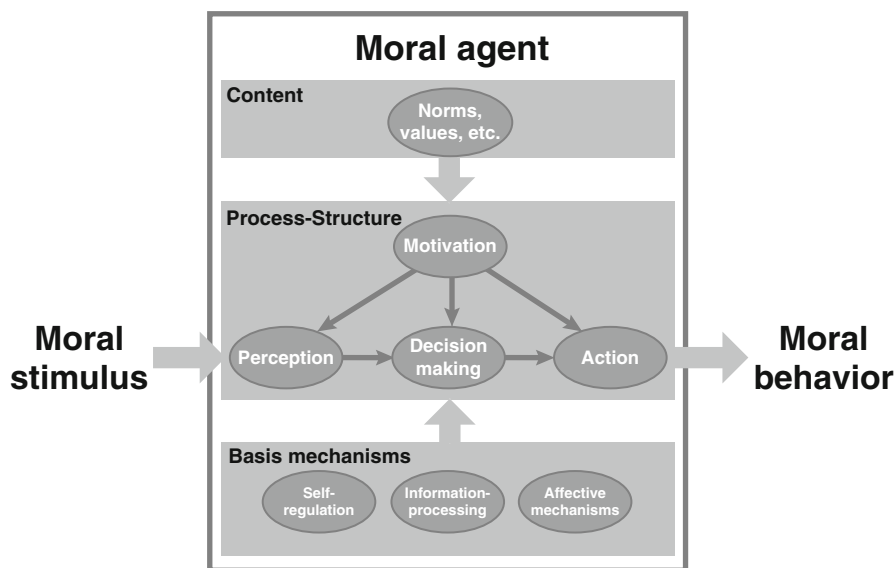 Moral agent
Content
Norms,
values, etc.
Process-Structure
Motivation
Moral
stimulus
Perception
Decision
making
Action
Moral
behavior
Basis mechanisms
Self-
regulation
Information-
processing
Affective
mechanisms